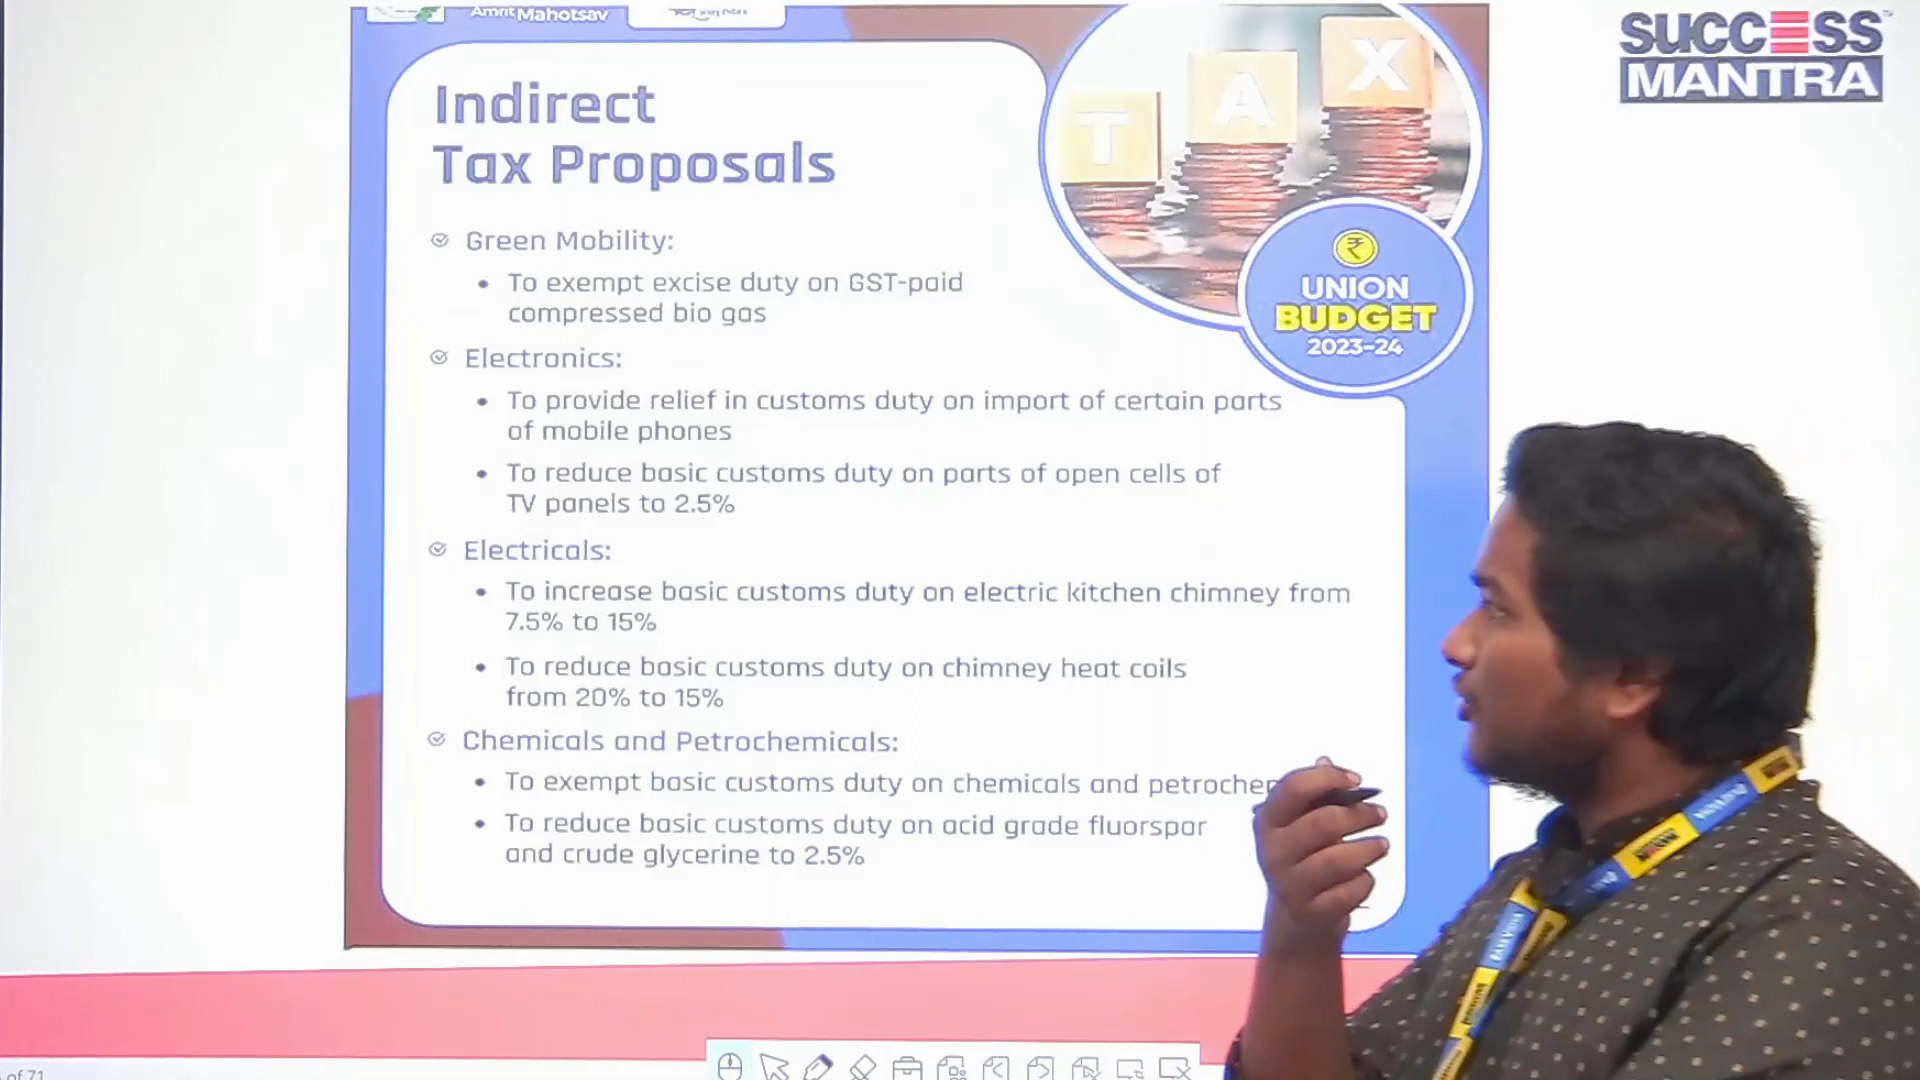 Amrit Mahotsav
SUCCESS
MANTRA
TAX
Indirect
Tax Proposals
UNION
BUDGET
2023-24
Green Mobility:
• To exempt excise duty on GST-paid
compressed bio gas
Electronics:
• To provide relief in customs duty on import of certain parts
of mobile phones
• To reduce basic customs duty on parts of open cells of
TV panels to 2.5%
Electricals:
• To increase basic customs duty on electric kitchen chimney from
7.5% to 15%
• To reduce basic customs duty on chimney heat coils
from 20% to 15%
Chemicals and Petrochemicals:
• To exempt basic customs duty on chemicals and petrochem
• To reduce basic customs duty on acid grade fluorspar
and crude glycerine to 2.5%
of 71